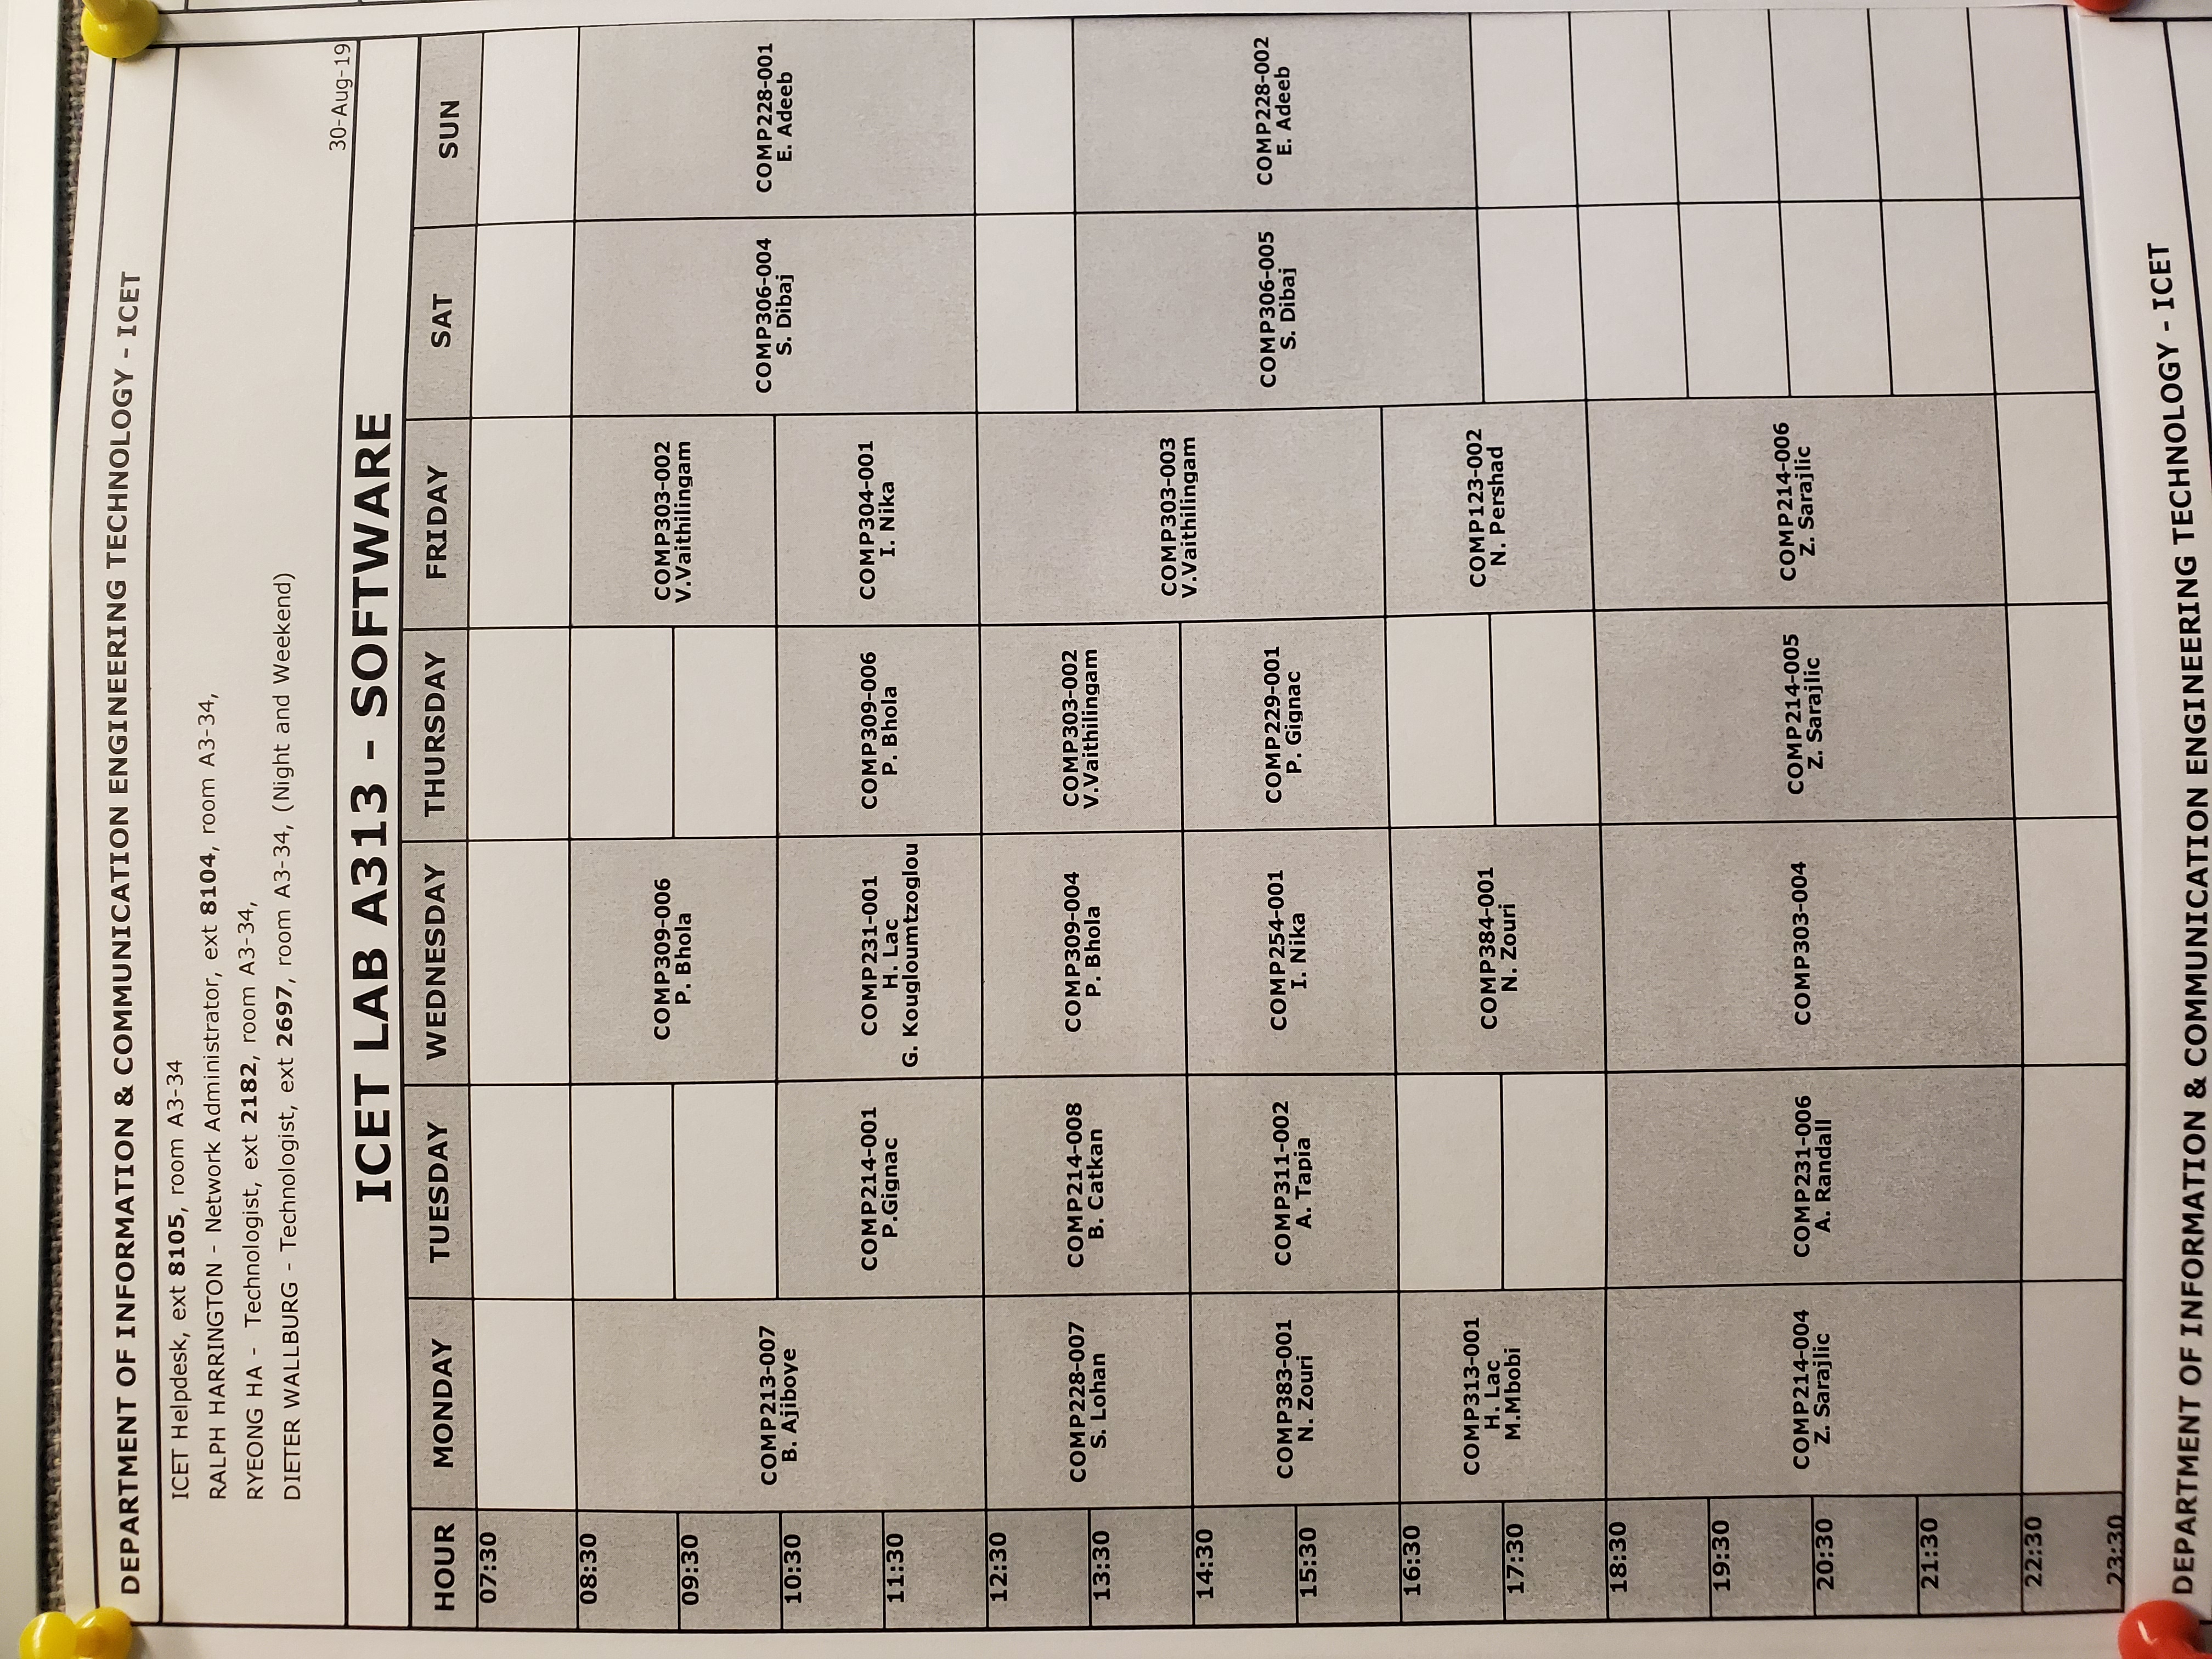 DEPARTMENT OF INFORMATION & COMMUNICATION ENGINEERING TECHNOLOGY - ICET
ICET Helpdesk, ext 8105, room A3-34
RALPH HARRINGTON - Network Administrator, ext 8104, room A3-34,
RYEONG HA - Technologist, ext 2182, room A3-34,
DIETER WALLBURG - Technologist, ext 2697, room A3-34, (Night and Weekend)
30-Aug-19
ICET LAB A313 - SOFTWARE
HOUR MONDAY TUESDAY WEDNESDAY THURSDAY FRIDAY SAT SUN
07:30
08:30
COMP309-006 COMP303-002
P. Bhola V.Vaithilingam
09:30
COMP213-007 COMP306-004 COMP228-001
B. Ajiboye S. Dibaj E. Adeeb
10:30
COMP214-001 COMP231-001 COMP309-006 COMP304-001
P.Gignac H. Lac P. Bhola I. Nika
11:30
G. Kougloumtzoglou
12:30
COMP228-007 COMP214-008 COMP309-004 COMP303-002
S. Lohan B. Catkan P. Bhola V.Vaithilingam
13:30
COMP303-003
V.Vaithilingam
14:30
COMP383-001 COMP311-002 COMP254-001 COMP229-001 COMP306-005 COMP228-002
N. Zouri A. Tapia I. Nika P. Gignac S. Dibaj E. Adeeb
15:30
16:30
COMP313-001 COMP384-001 COMP123-002
H. Lac N. Zouri N. Pershad
M.Mbobi
17:30
18:30
19:30
COMP214-004 COMP231-006 COMP303-004 COMP214-005 COMP214-006
Z. Sarajlic A. Randall Z. Sarajlic Z. Sarajlic
20:30
21:30
22:30
23:30
DEPARTMENT OF INFORMATION & COMMUNICATION ENGINEERING TECHNOLOGY - ICET